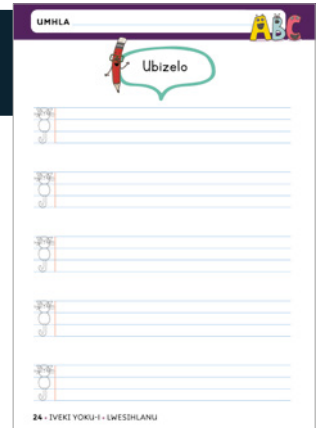 UMHLA
ABC
Ubizelo
24 • IVEKI YOKU-1 • LWESIHLANU